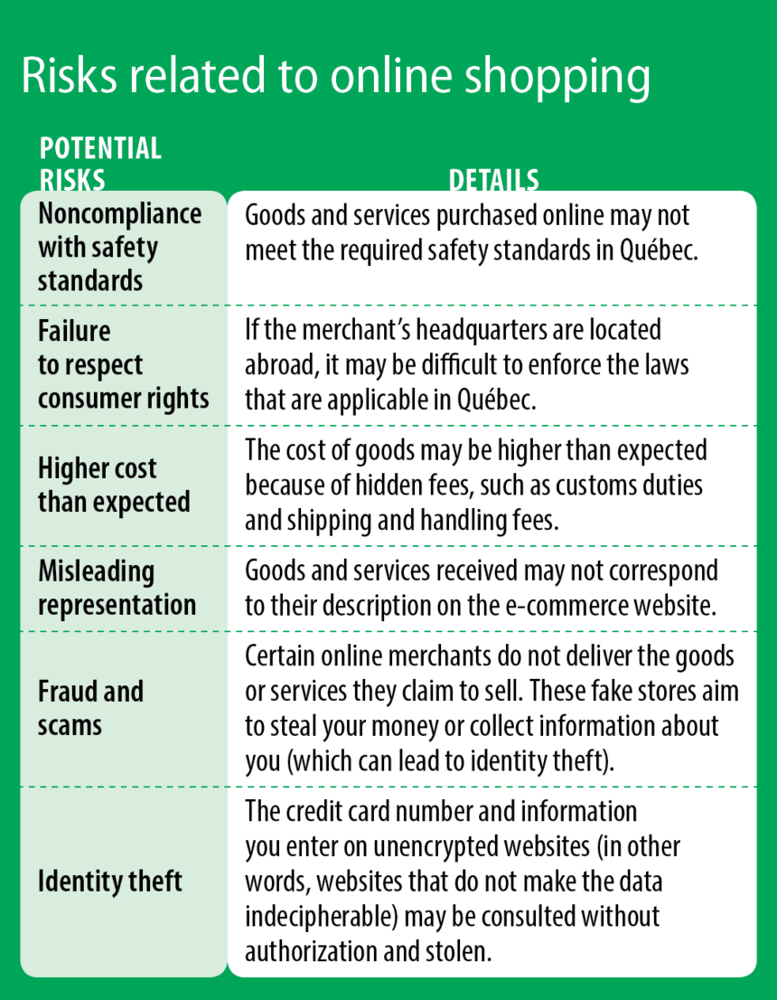 Risks related to online shopping
POTENTIAL
RISKS
DETAILS
Noncompliance
with safety
standards
Goods and services purchased online may not
meet the required safety standards in Québec.
Failure
to respect
consumer rights
If the merchant’s headquarters are located
abroad, it may be difficult to enforce the laws
that are applicable in Québec.
Higher cost
than expected
The cost of goods may be higher than expected
because of hidden fees, such as customs duties
and shipping and handling fees.
Misleading
representation
Goods and services received may not correspond
to their description on the e-commerce website.
Fraud and
scams
Certain online merchants do not deliver the goods
or services they claim to sell. These fake stores aim
to steal your money or collect information about
you (which can lead to identity theft).
Identity theft
The credit card number and information
you enter on unencrypted websites (in other
words, websites that do not make the data
indecipherable) may be consulted without
authorization and stolen.